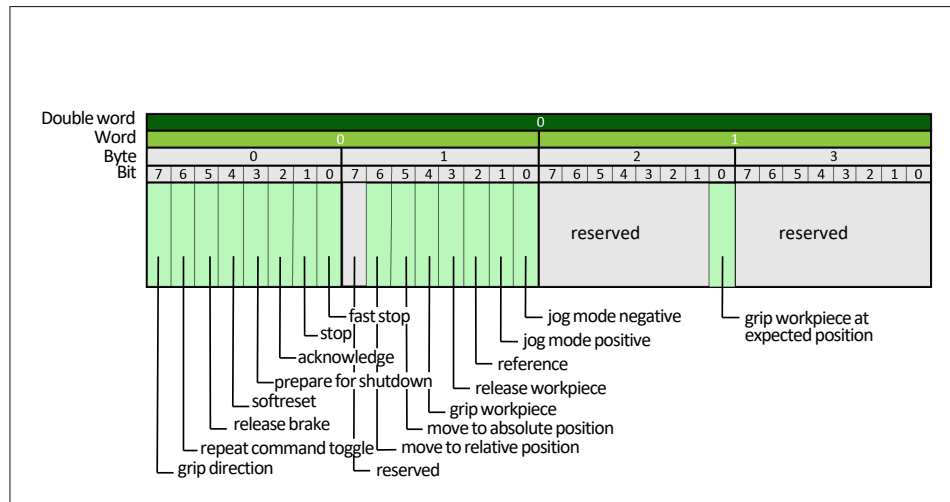 Double word 0
Word 0 1
Byte 0 1 2 3
Bit 7 6 5 4 3 2 1 0 7 6 5 4 3 2 1 0 7 6 5 4 3 2 1 0 7 6 5 4 3 2 1 0
reserved reserved
fast stop jog mode negative grip workpiece at
stop jog mode positive expected position
acknowledge reference
prepare for shutdown release workpiece
softreset grip workpiece
release brake move to absolute position
repeat command toggle move to relative position
grip direction reserved